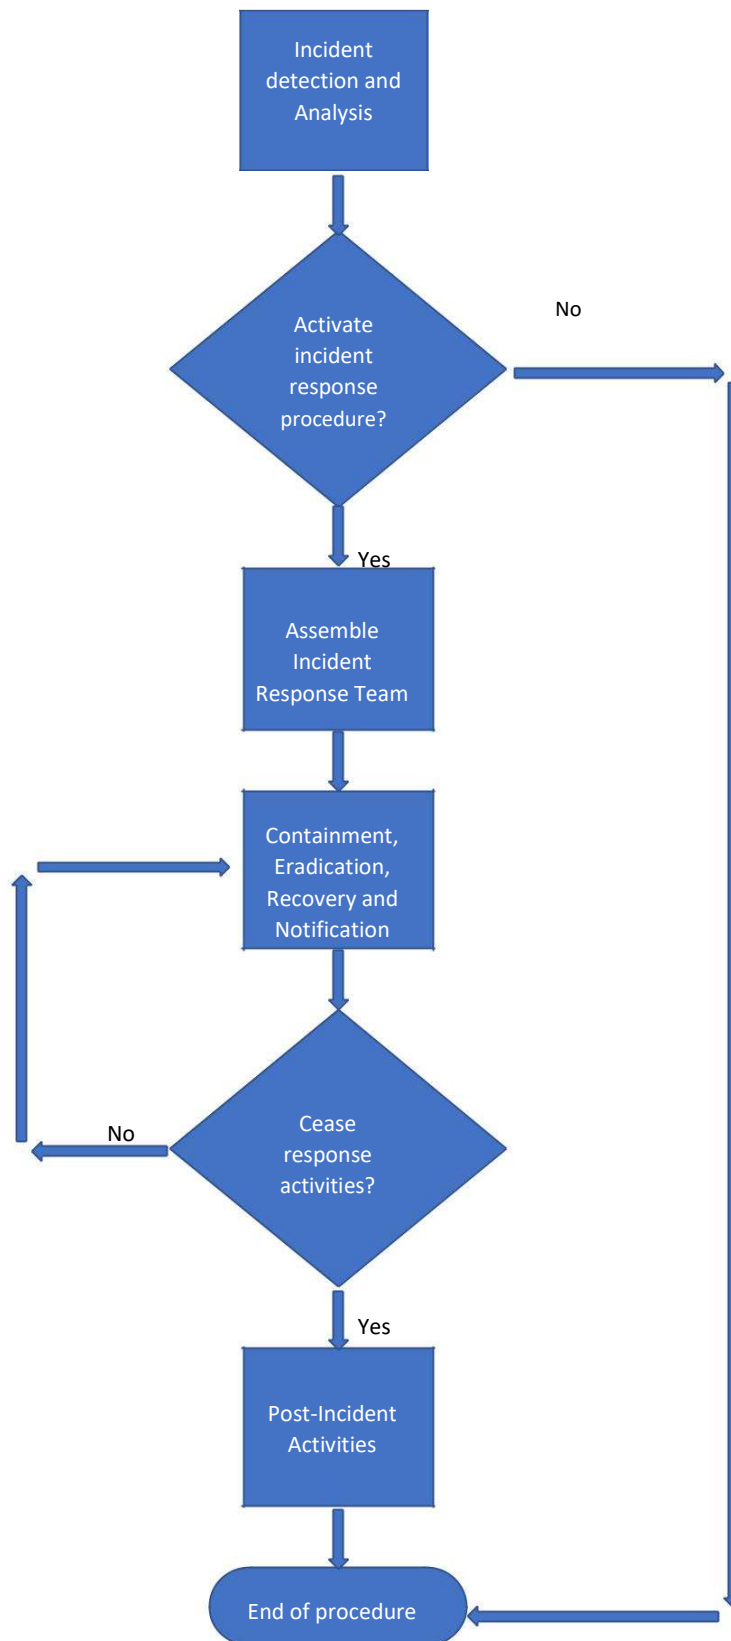 Incident
detection and
Analysis
No
Activate
incident
response
procedure?
Yes
Assemble
Incident
Response Team
Containment,
Eradication,
Recovery and
Notification
No
Cease
response
activities?
Yes
Post-Incident
Activities
End of procedure